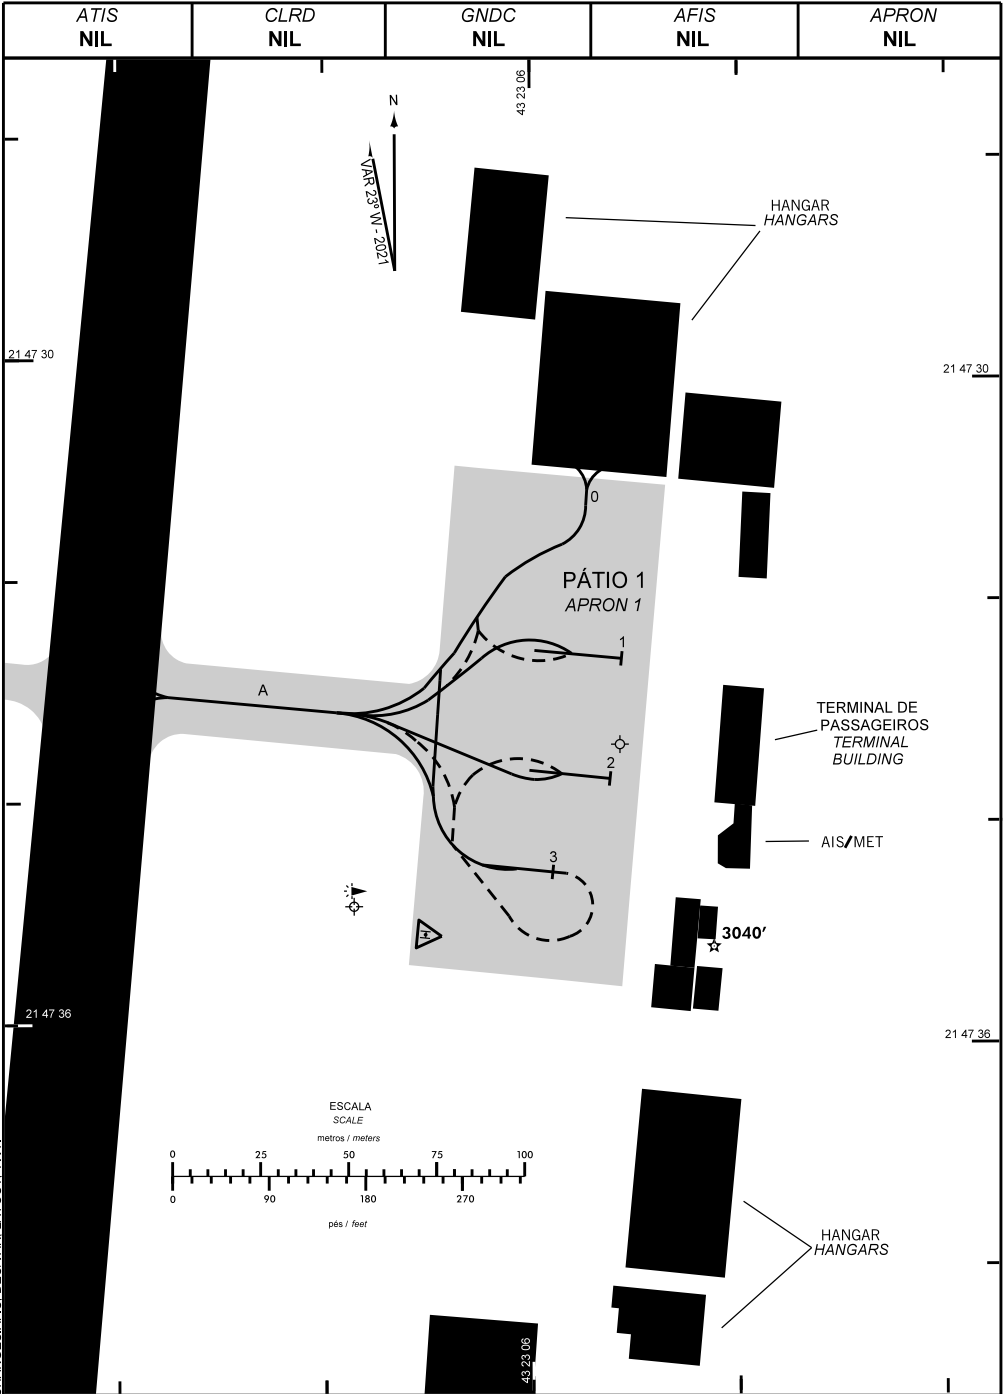 ATIS
NIL
CLRD
NIL
GNDC
NIL
AFIS
NIL
APRON
NIL
43 23 06
N
VAR 23º W - 2021
HANGAR
HANGARS
21 47 30
21 47 30
0
PÁTIO 1
APRON 1
1
A
TERMINAL DE
PASSAGEIROS
TERMINAL
BUILDING
2
AIS/MET
3
3040'
21 47 36
21 47 36
ESCALA
SCALE
metros / meters
0 25 50 75 100
0 90 180 270
pés / feet
HANGAR
HANGARS
43 23 06